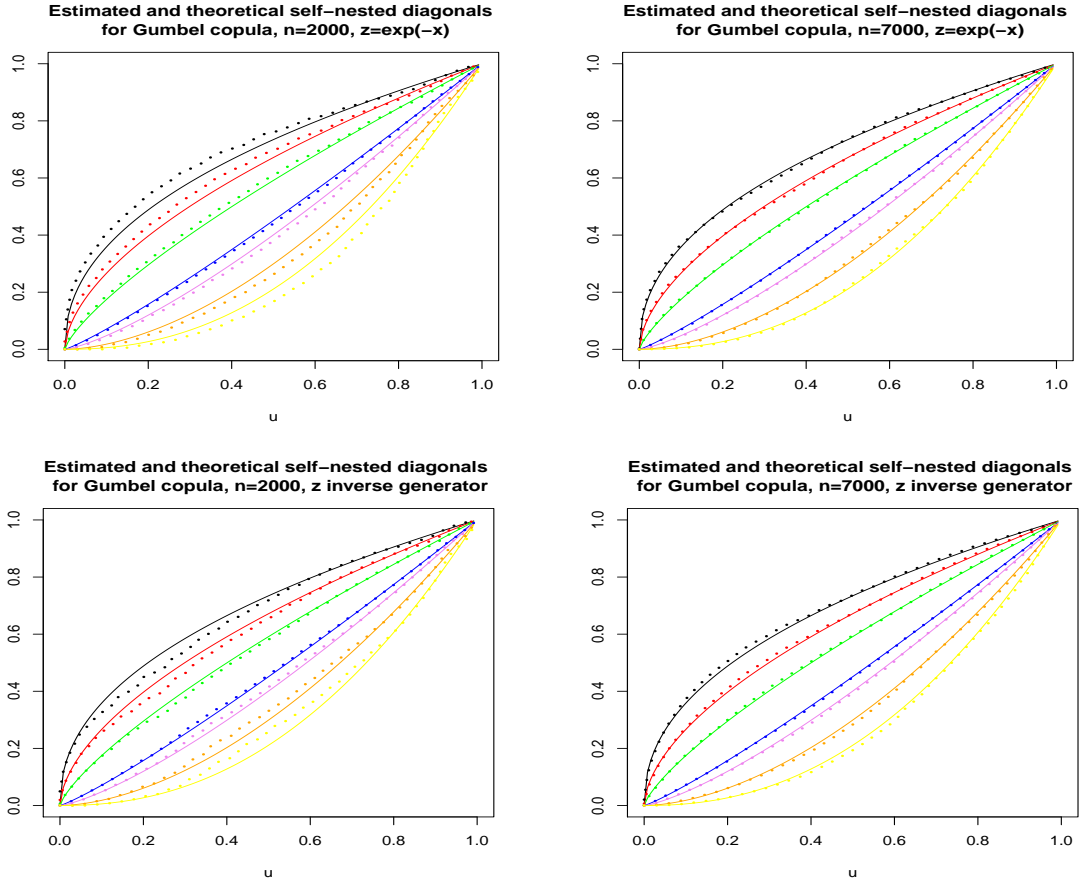 Estimated and theoretical self−nested diagonals
for Gumbel copula, n=2000, z=exp(−x)
1.0
0.8
0.6
0.4
0.2
0.0
0.0 0.2 0.4 0.6 0.8 1.0
u
Estimated and theoretical self−nested diagonals
for Gumbel copula, n=7000, z=exp(−x)
1.0
0.8
0.6
0.4
0.2
0.0
0.0 0.2 0.4 0.6 0.8 1.0
u
Estimated and theoretical self−nested diagonals
for Gumbel copula, n=2000, z inverse generator
1.0
0.8
0.6
0.4
0.2
0.0
0.0 0.2 0.4 0.6 0.8 1.0
u
Estimated and theoretical self−nested diagonals
for Gumbel copula, n=7000, z inverse generator
1.0
0.8
0.6
0.4
0.2
0.0
0.0 0.2 0.4 0.6 0.8 1.0
u